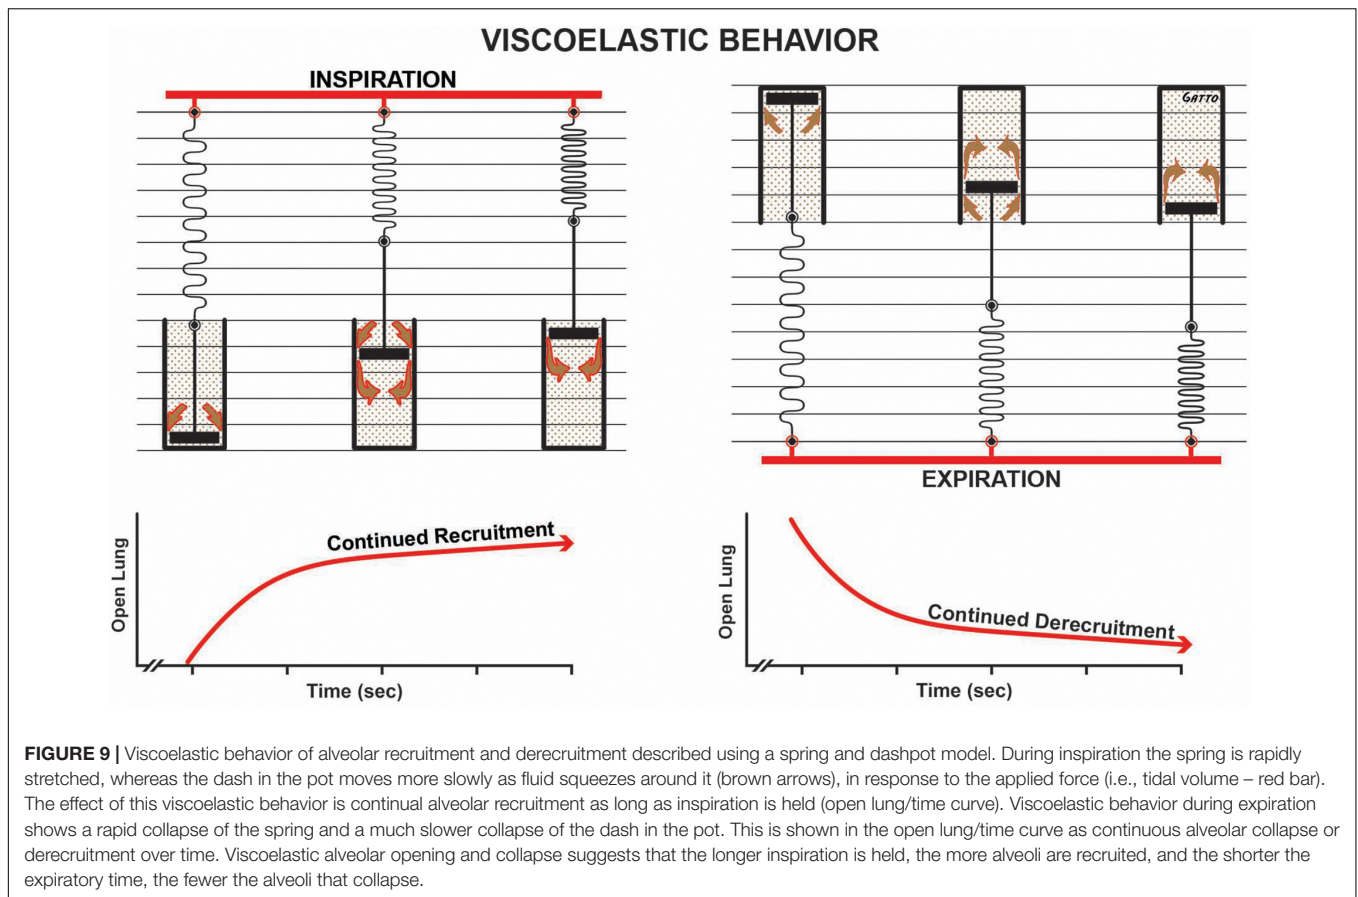 VISCOELASTIC BEHAVIOR
INSPIRATION
GATTO
EXPIRATION
Open Lung
Continued Recruitment
Time (sec)
Open Lung
Continued Derecruitment
Time (sec)
FIGURE 9 | Viscoelastic behavior of alveolar recruitment and derecruitment described using a spring and dashpot model. During inspiration the spring is rapidly
stretched, whereas the dash in the pot moves more slowly as fluid squeezes around it (brown arrows), in response to the applied force (i.e., tidal volume – red bar).
The effect of this viscoelastic behavior is continual alveolar recruitment as long as inspiration is held (open lung/time curve). Viscoelastic behavior during expiration
shows a rapid collapse of the spring and a much slower collapse of the dash in the pot. This is shown in the open lung/time curve as continuous alveolar collapse or
derecruitment over time. Viscoelastic alveolar opening and collapse suggests that the longer inspiration is held, the more alveoli are recruited, and the shorter the
expiratory time, the fewer the alveoli that collapse.